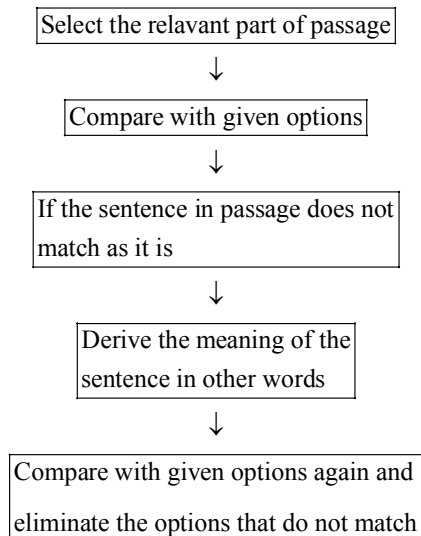 Select the relavant part of passage
↓
Compare with given options
↓
If the sentence in passage does not
match as it is
↓
Derive the meaning of the
sentence in other words
↓
Compare with given options again and
eliminate the options that do not match